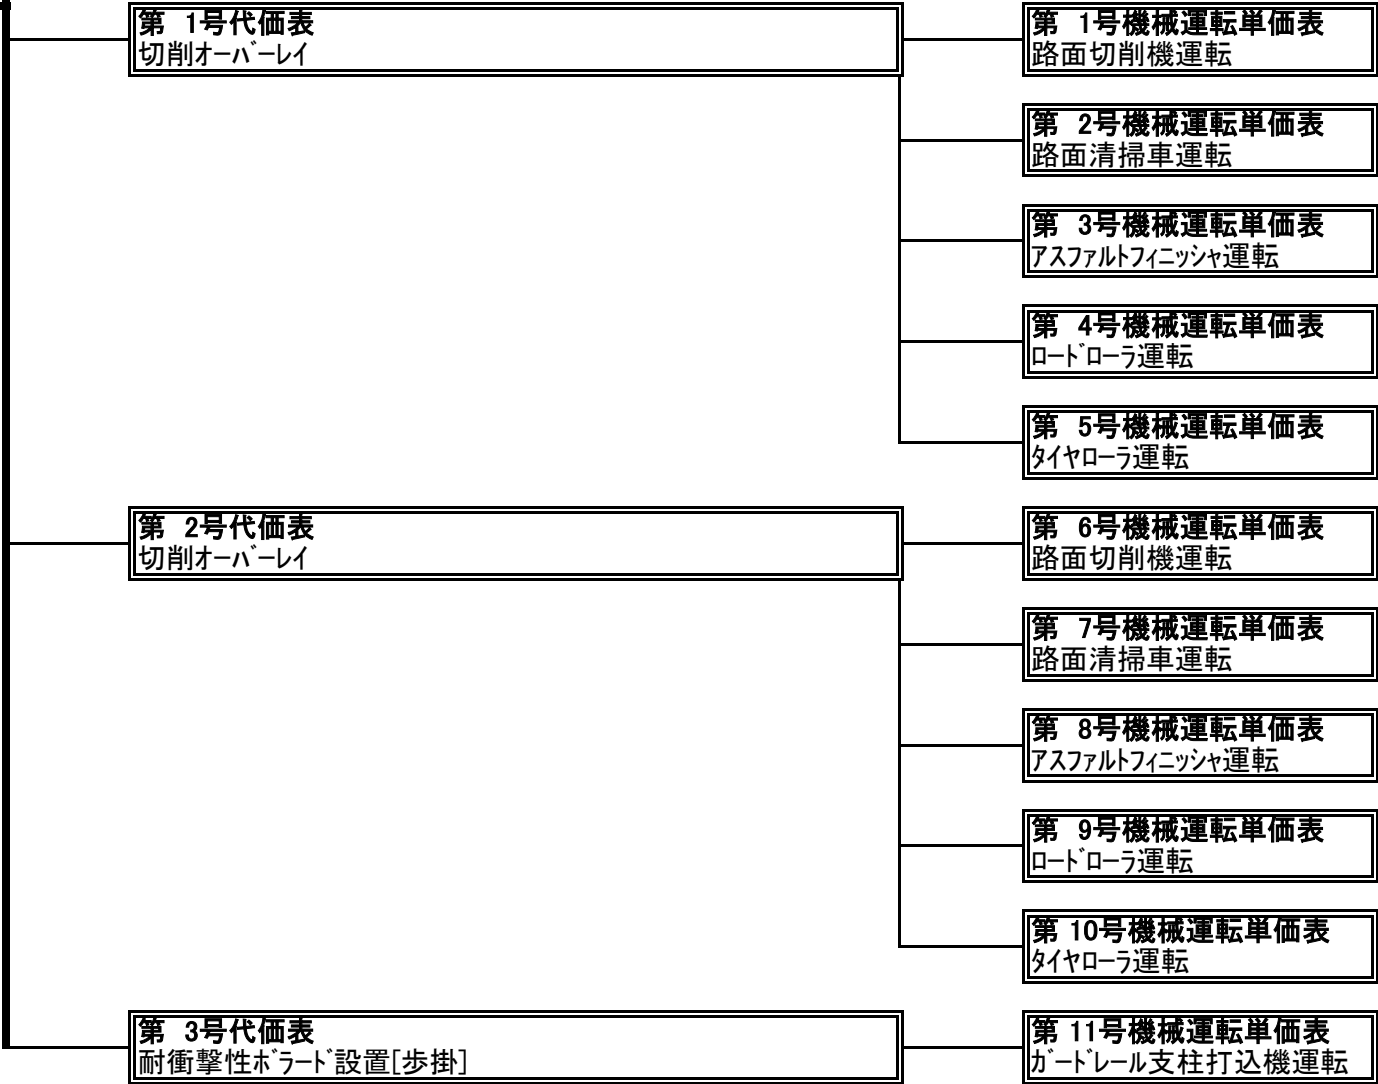 第 1号代価表
切削ｵｰﾊﾞｰﾚｲ
第 1号機械運転単価表
路面切削機運転
第 2号機械運転単価表
路面清掃車運転
第 3号機械運転単価表
ｱｽﾌｧﾙﾄﾌｨﾆｯｼｬ運転
第 4号機械運転単価表
ﾛｰﾄﾞﾛｰﾗ運転
第 5号機械運転単価表
ﾀｲﾔﾛｰﾗ運転
第 2号代価表
切削ｵｰﾊﾞｰﾚｲ
第 6号機械運転単価表
路面切削機運転
第 7号機械運転単価表
路面清掃車運転
第 8号機械運転単価表
ｱｽﾌｧﾙﾄﾌｨﾆｯｼｬ運転
第 9号機械運転単価表
ﾛｰﾄﾞﾛｰﾗ運転
第 10号機械運転単価表
ﾀｲﾔﾛｰﾗ運転
第 3号代価表
耐衝撃性ﾎﾞﾗｰﾄﾞ設置[歩掛]
第 11号機械運転単価表
ｶﾞｰﾄﾞﾚｰﾙ支柱打込機運転